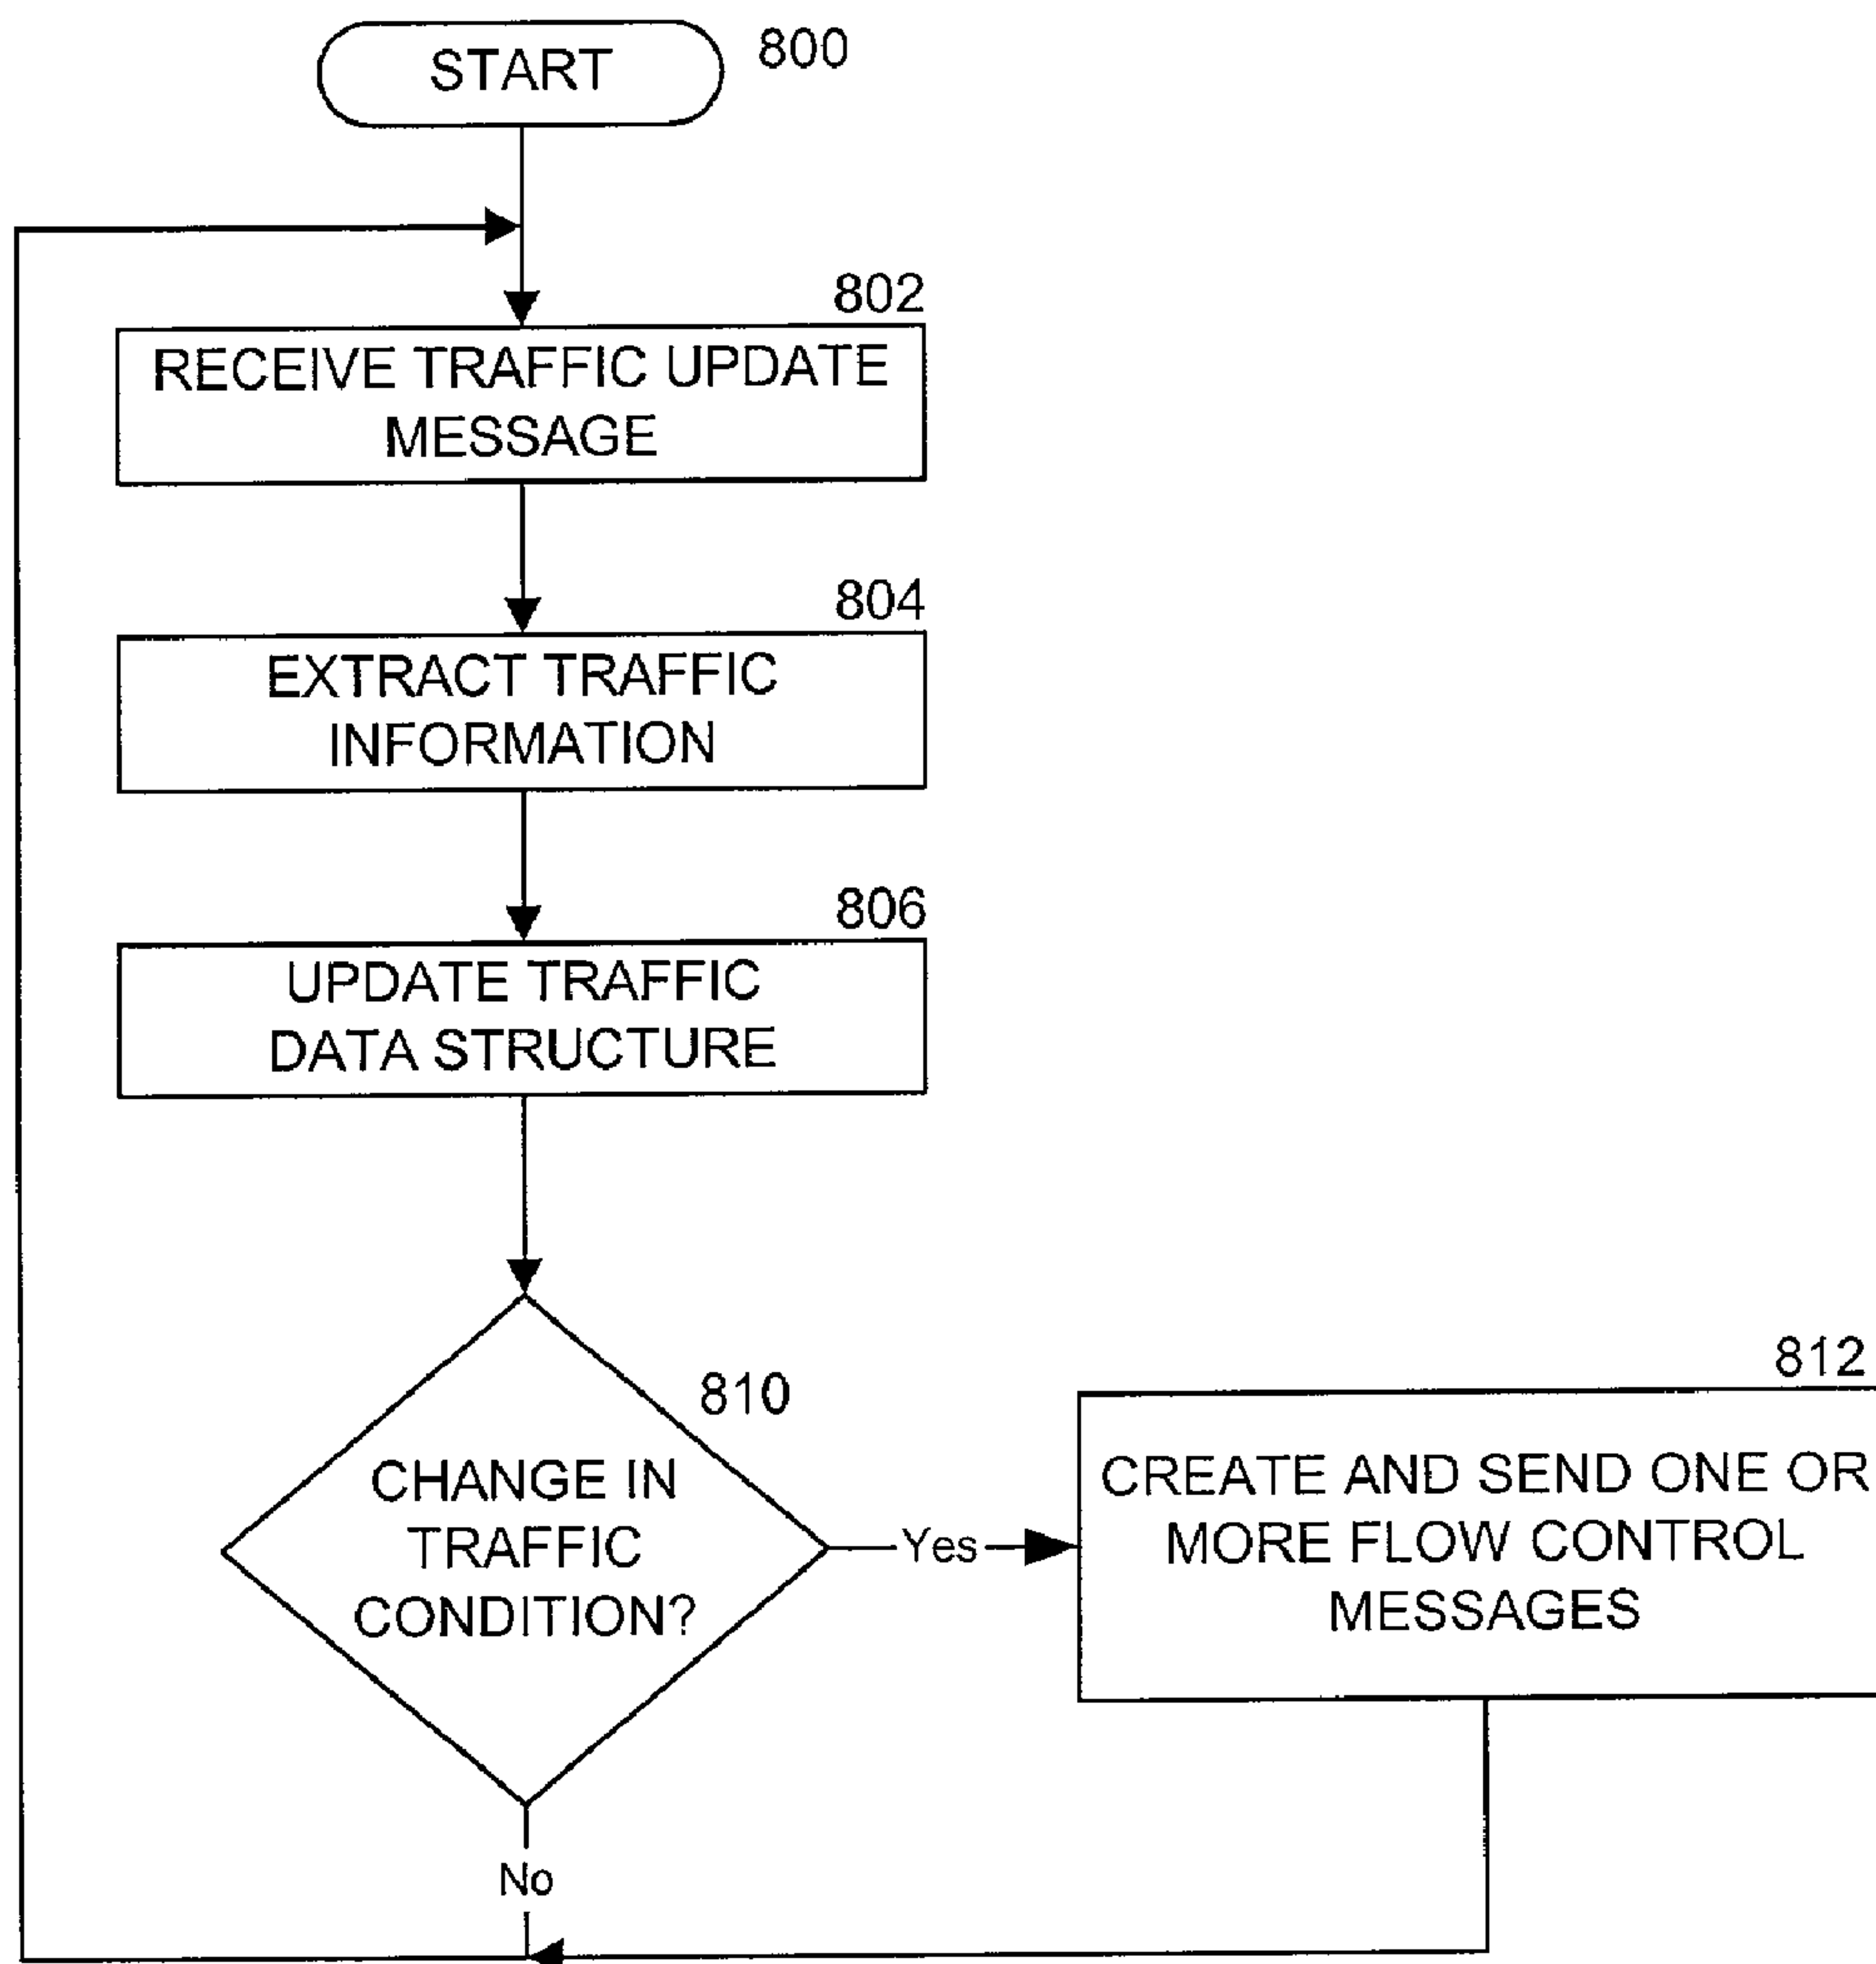 START
800
802
RECEIVE TRAFFIC UPDATE
MESSAGE
804
EXTRACT TRAFFIC
INFORMATION
806
UPDATE TRAFFIC
DATA STRUCTURE
810
CHANGE IN
TRAFFIC
CONDITION?
Yes
812
CREATE AND SEND ONE OR
MORE FLOW CONTROL
MESSAGES
No